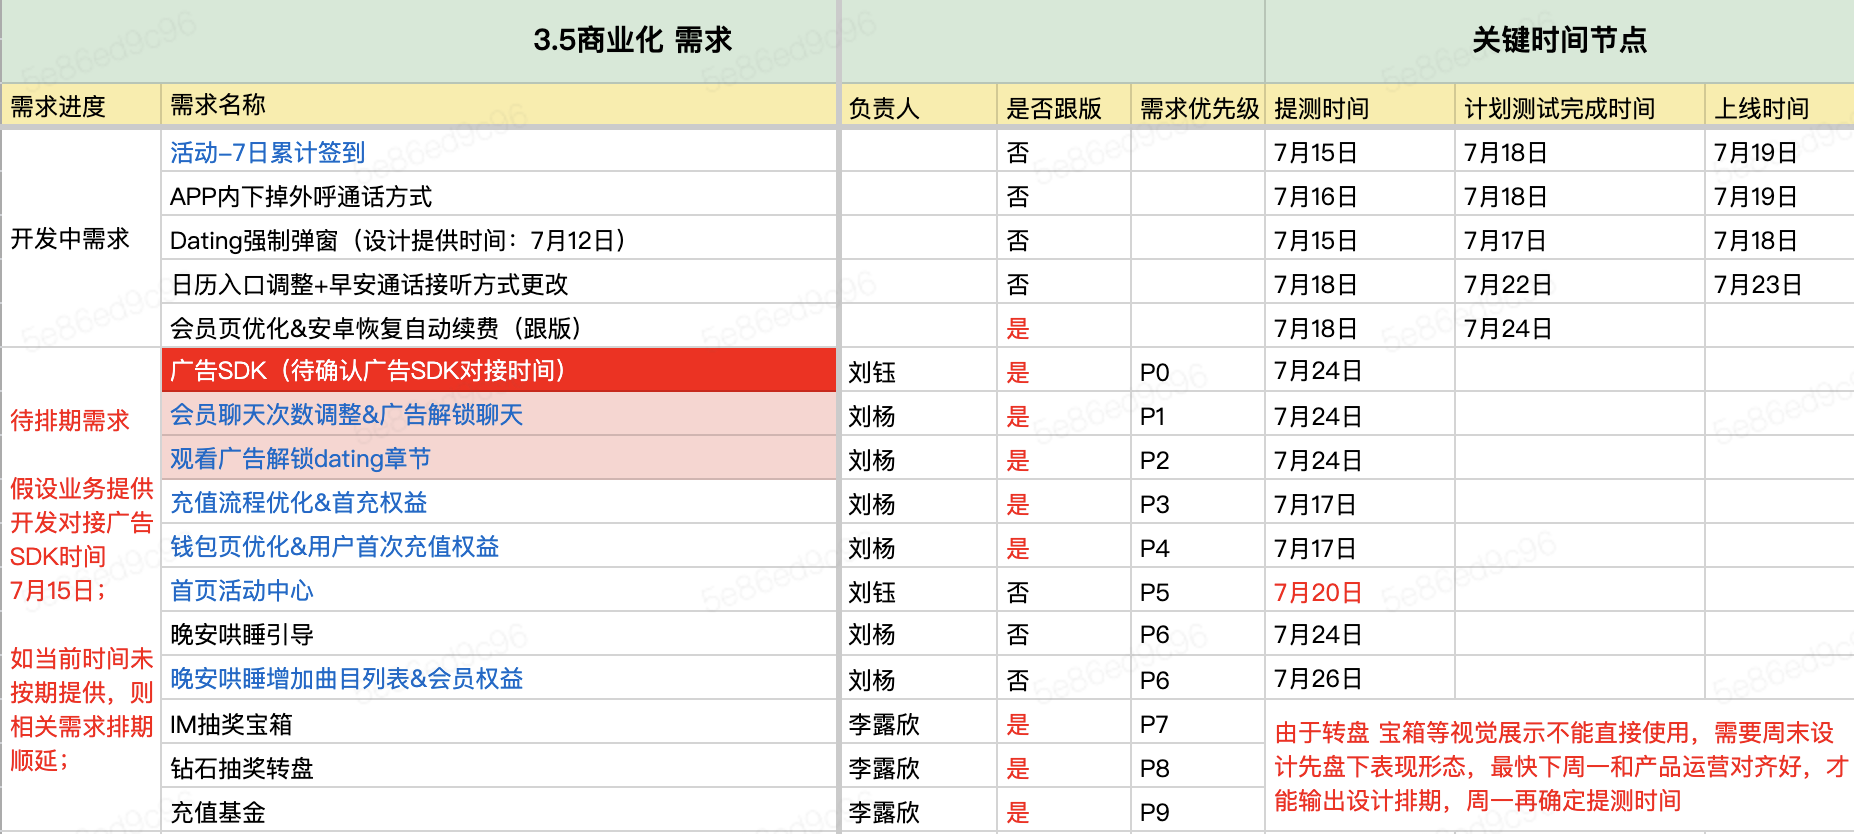 3.5商业化 需求 关键时间节点
需求进度 需求名称 负责人 是否跟版 需求优先级 提测时间 计划测试完成时间 上线时间
开发中需求
活动-7日累计签到 否 7月15日 7月18日 7月19日
APP内下掉外呼通话方式 否 7月16日 7月18日 7月19日
Dating强制弹窗（设计提供时间：7月12日） 否 7月15日 7月17日 7月18日
日历入口调整+早安通话接听方式更改 否 7月18日 7月22日 7月23日
会员页优化&安卓恢复自动续费（跟版） 是 7月18日 7月24日
待排期需求
假设业务提供
开发对接广告
SDK时间
7月15日；
如当前时间未
按期提供，则
相关需求排期
顺延；
广告SDK（待确认广告SDK对接时间） 刘钰 是 P0 7月24日
会员聊天次数调整&广告解锁聊天 刘杨 是 P1 7月24日
观看广告解锁dating章节 刘杨 是 P2 7月24日
充值流程优化&首充权益 刘杨 是 P3 7月17日
钱包页优化&用户首次充值权益 刘杨 是 P4 7月17日
首页活动中心 刘钰 否 P5 7月20日
晚安哄睡引导 刘杨 否 P6 7月24日
晚安哄睡增加曲目列表&会员权益 刘杨 否 P6 7月26日
IM抽奖宝箱 李露欣 是 P7
钻石抽奖转盘 李露欣 是 P8
充值基金 李露欣 是 P9
由于转盘 宝箱等视觉展示不能直接使用，需要周末设
计先盘下表现形态，最快下周一和产品运营对齐好，才
能输出设计排期，周一再确定提测时间
5e86ed9c96